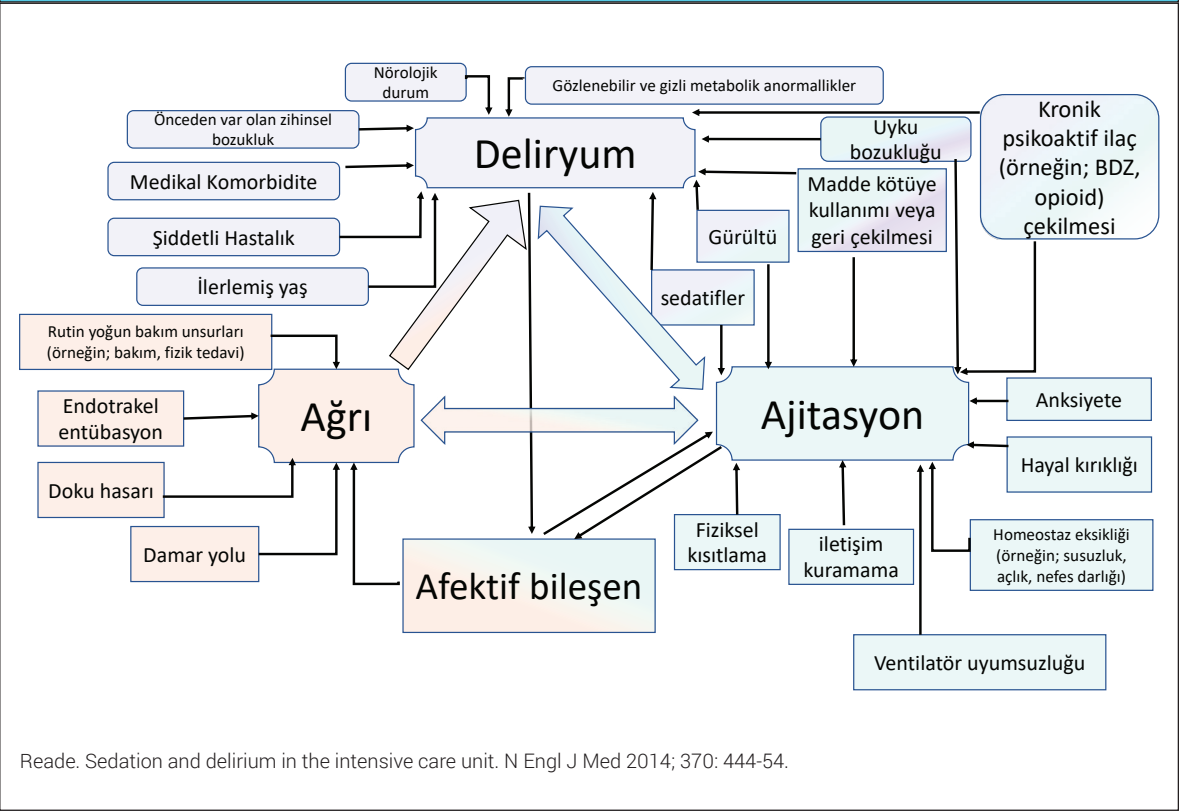 Nörolojik
durum
Gözlenebilir ve gizli metabolik anormallikler
Önceden var olan zihinsel
bozukluk
Deliryum
Uyku
bozukluğu
Kronik
psikoaktif ilaç
(örneğin; BDZ,
opioid)
çekilmesi
Medikal Komorbidite
Madde kötüye
kullanımı veya
geri çekilmesi
Şiddetli Hastalık
Gürültü
İlerlemiş yaş
sedatifler
Rutin yoğun bakım unsurları
(örneğin; bakım, fizik tedavi)
Endotrakel
entübasyon
Ağrı
Ajitasyon
Anksiyete
Hayal kırıklığı
Doku hasarı
Damar yolu
Afektif bileşen
Fiziksel
kısıtlama
iletişim
kuramama
Homeostaz eksikliği
(örneğin; susuzluk,
açlık, nefes darlığı)
Ventilatör uyumsuzluğu
Reade. Sedation and delirium in the intensive care unit. N Engl J Med 2014; 370: 444-54.